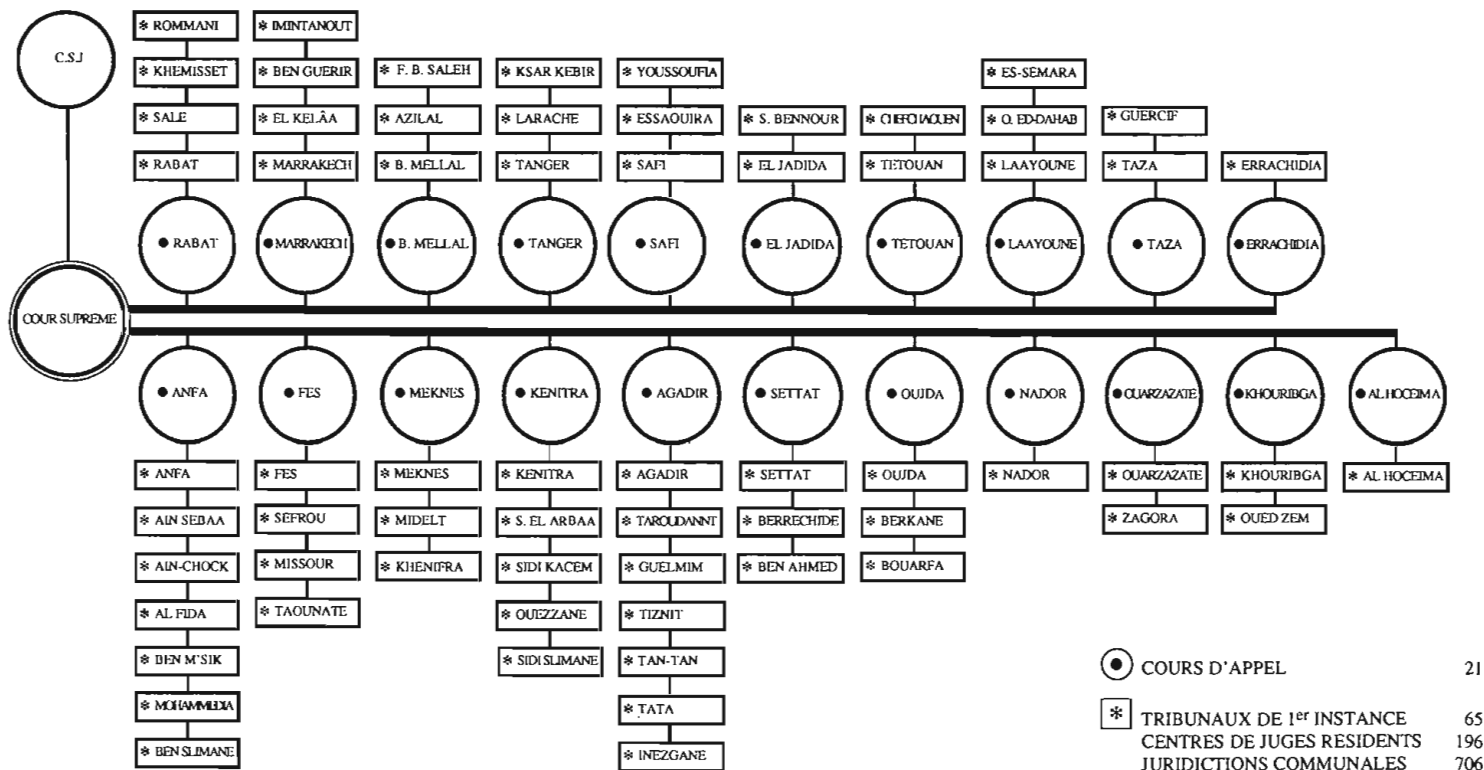 C.S.J
* ROMMANI
* KHEMISSET
* SALE
* RABAT
● RABAT
* IMINTANOUT
* BEN GUERIR
* EL KELÂA
* MARRAKECH
● MARRAKECH
* F. B. SALEH
* AZILAL
* B. MELLAL
● B. MELLAL
* KSAR KEBIR
* LARACHE
* TANGER
● TANGER
* YOUSSOUFIA
* ESSAOUIRA
* SAFI
● SAFI
* S. BENNOUR
* EL JADIDA
● EL JADIDA
* CHEFCHAOUEN
* TETOUAN
● TETOUAN
* ES-SEMARA
* O. ED-DAHAB
* LAAYOUNE
● LAAYOUNE
* GUERCIF
* TAZA
● TAZA
* ERRACHIDIA
● ERRACHIDIA
COUR SUPREME
● ANFA
* ANFA
* AIN SEBAA
* AIN-CHOCK
* AL FIDA
* BEN M'SIK
* MOHAMMEDIA
* BEN SLIMANE
● FES
* FES
* SEFROU
* MISSOUR
* TAOUNATE
● MEKNES
* MEKNES
* MIDELT
* KHENIFRA
● KENITRA
* KENITRA
* S. EL ARBAA
* SIDI KACEM
* OUEZZANE
* SIDI SLIMANE
● AGADIR
* AGADIR
* TAROUDANNT
* GUELMIM
* TIZNIT
* TAN-TAN
* TATA
* INEZGANE
● SETTAT
* SETTAT
* BERRECHIDE
* BEN AHMED
● OUJDA
* OUJDA
* BERKANE
* BOUARFA
● NADOR
* NADOR
● OUARZAZATE
* OUARZAZATE
* ZAGORA
● KHOURIBGA
* KHOURIBGA
* OUED ZEM
● AL HOCEIMA
* AL HOCEIMA
● COURS D'APPEL 21
* TRIBUNAUX DE 1er INSTANCE 65
CENTRES DE JUGES RESIDENTS 196
JURIDICTIONS COMMUNALES 706